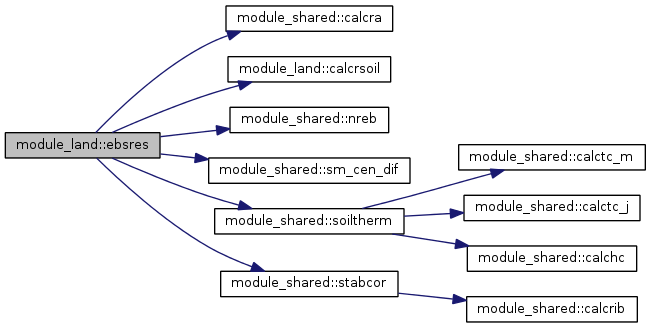 module_shared::calcra
module_land::calcrsoil
module_land::ebsres
module_shared::nreb
module_shared::sm_cen_dif
module_shared::calctc_m
module_shared::soiltherm
module_shared::calctc_j
module_shared::calchc
module_shared::stabcor
module_shared::calcrib